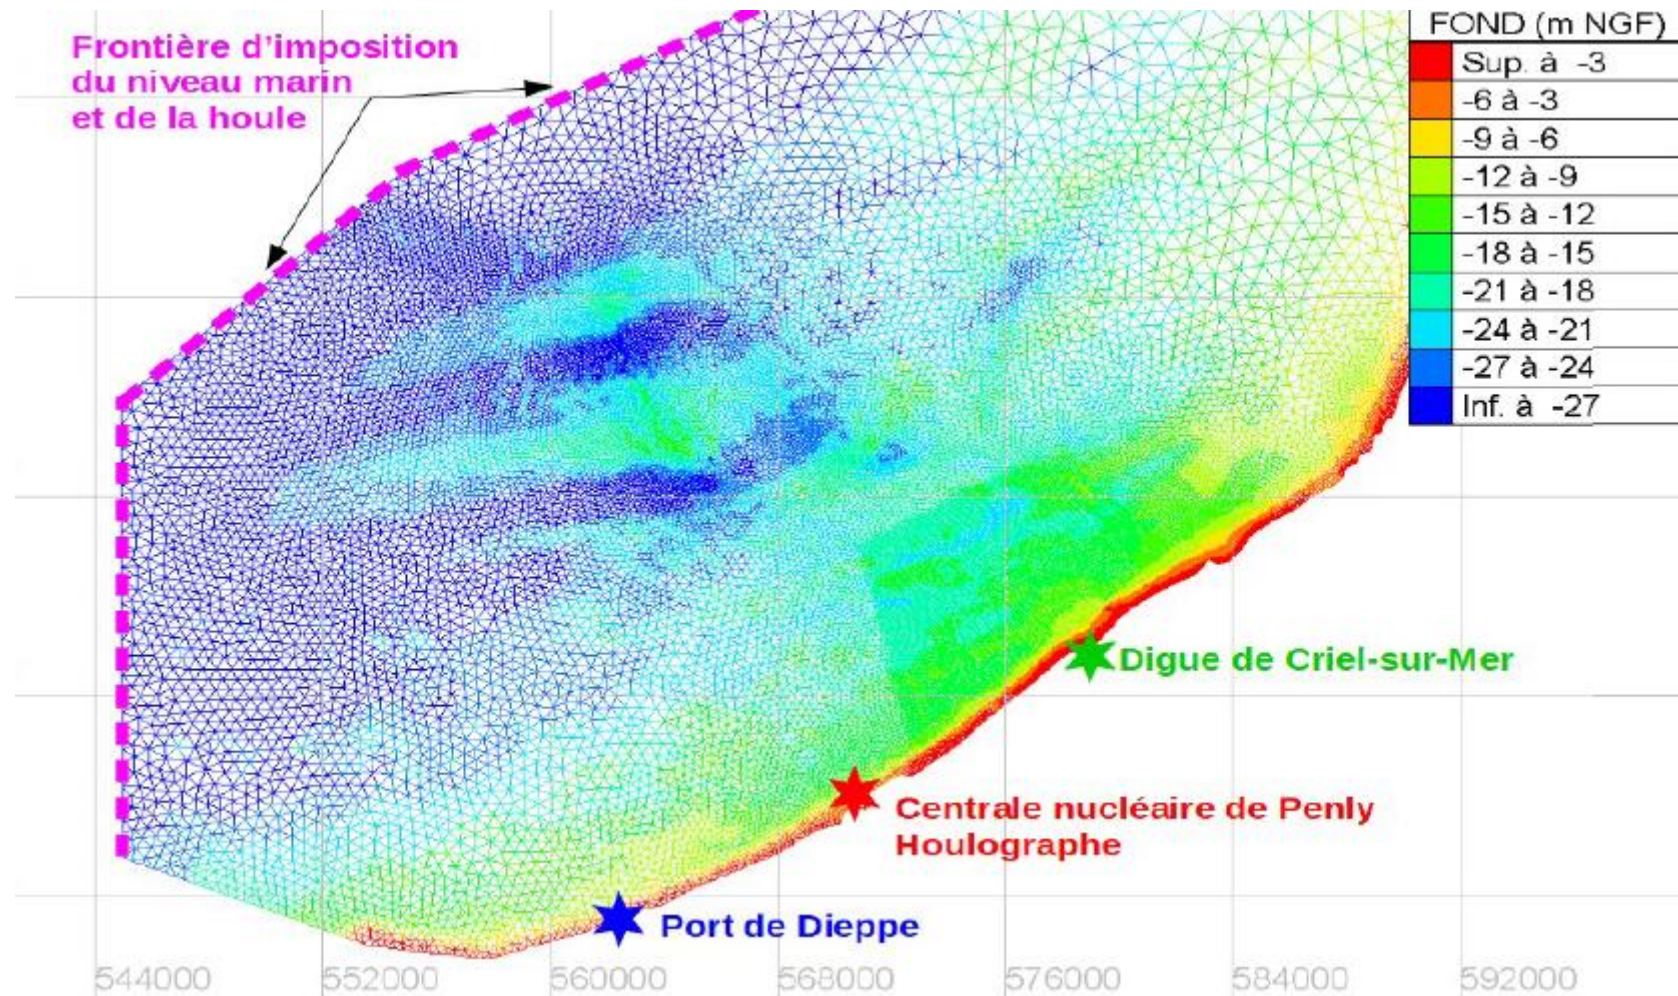 Frontière d'imposition
du niveau marin
et de la houle
FOND (m NGF)
Sup. à -3
-6 à -3
-9 à -6
-12 à -9
-15 à -12
-18 à -15
-21 à -18
-24 à -21
-27 à -24
Inf. à -27
Digue de Criel-sur-Mer
Centrale nucléaire de Penly
Houlographe
Port de Dieppe
544000 552000 560000 568000 576000 584000 592000